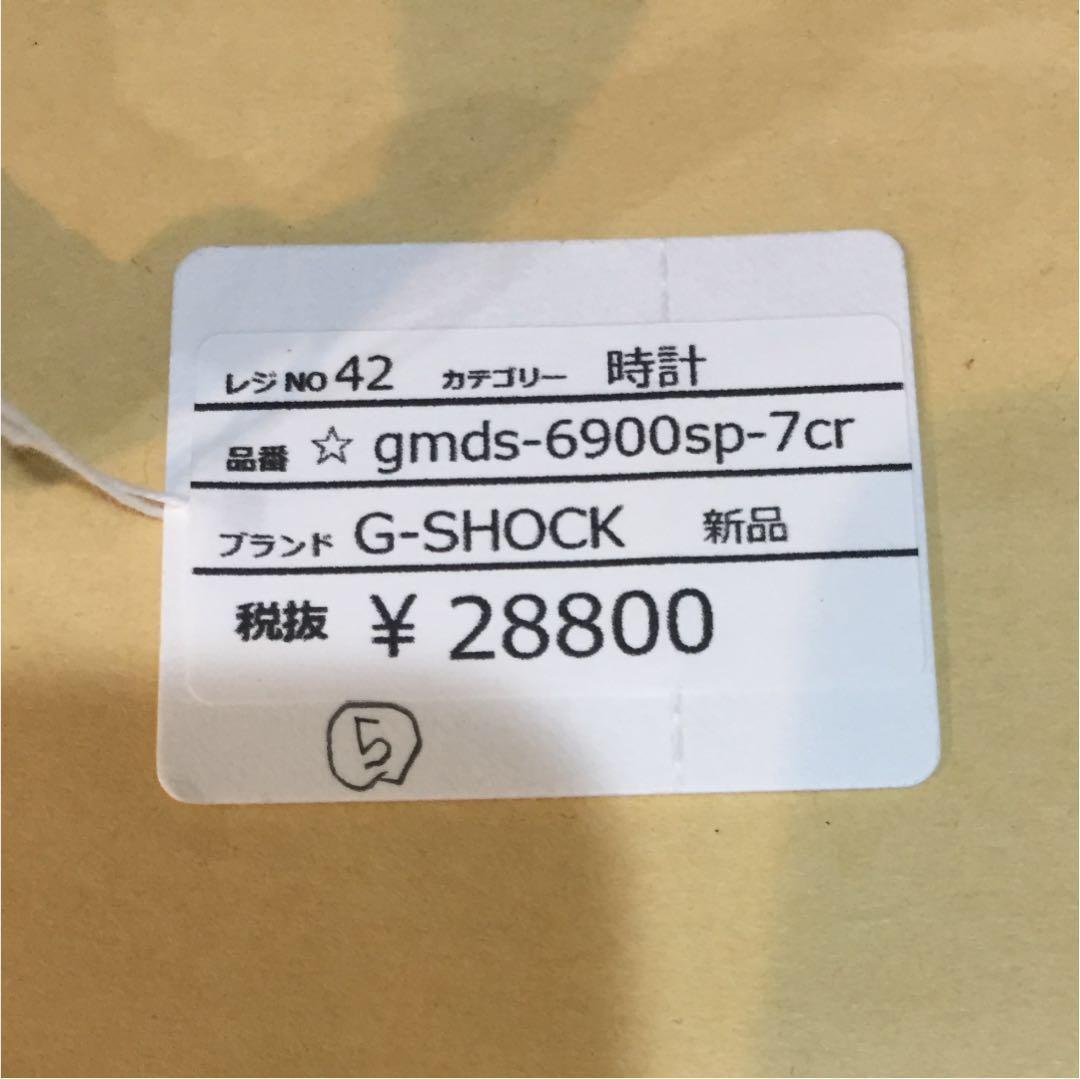 レジNO 42 カテゴリー 時計
品番 ☆ gmds-6900sp-7cr
ブランド G-SHOCK 新品
税抜 ¥ 28800
5